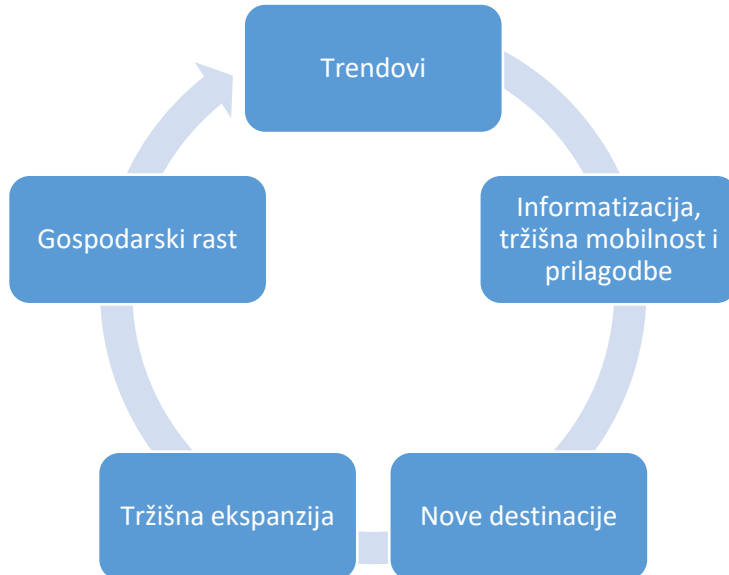 Trendovi
Informatizacija,
tržišna mobilnost i
prilagodbe
Nove destinacije
Tržišna ekspanzija
Gospodarski rast